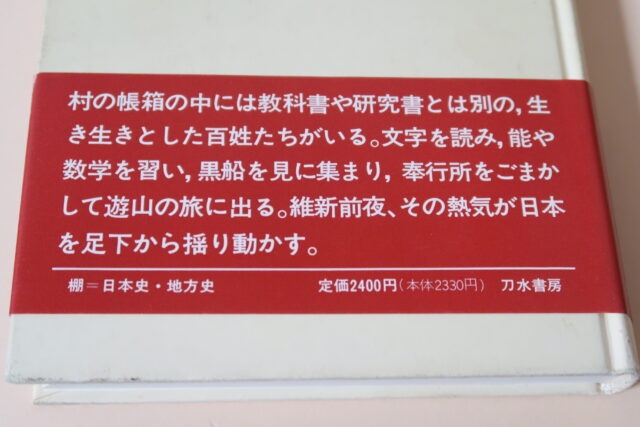 村の帳箱の中には教科書や研究書とは別の,生
き生きとした百姓たちがいる。文字を読み,能や
数学を習い,黒船を見に集まり,奉行所をごまか
して遊山の旅に出る。維新前夜、その熱気が日本
を足下から揺り動かす。
棚=日本史・地方史 定価2400円(本体2330円) 刀水書房